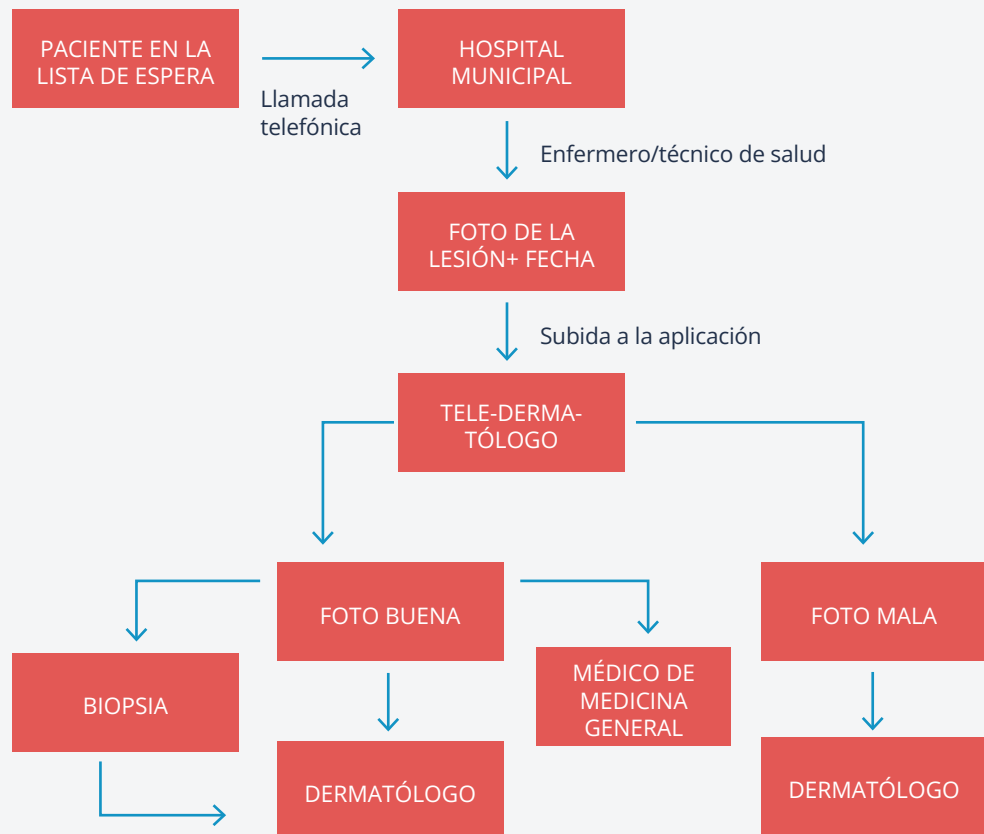 PACIENTE EN LA
LISTA DE ESPERA
Llamada
telefónica
HOSPITAL
MUNICIPAL
Enfermero/técnico de salud
FOTO DE LA
LESIÓN+ FECHA
Subida a la aplicación
TELE-DERMA-
TÓLOGO
FOTO BUENA
FOTO MALA
BIOPSIA
MÉDICO DE
MEDICINA
GENERAL
DERMATÓLOGO
DERMATÓLOGO